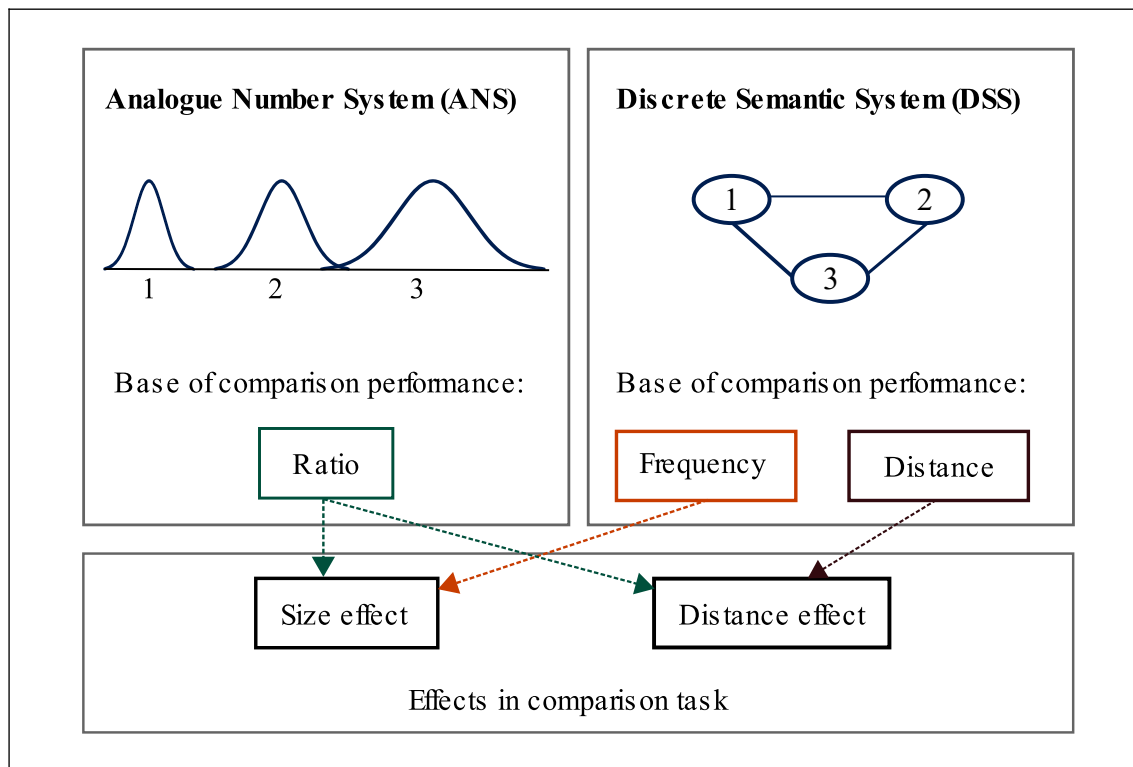 Analogue Number System (ANS)
1 2 3
Base of comparison performance:
Ratio
Discrete Semantic System (DSS)
1 2
3
Base of comparison performance:
Frequency Distance
Size effect Distance effect
Effects in comparison task